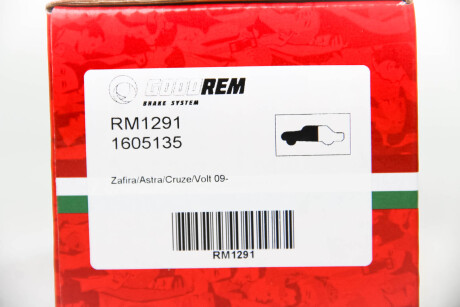 GOODREM
BRAKE SYSTEM
RM1291
1605135
Zafira/Astra/Cruze/Volt 09-
RM1291